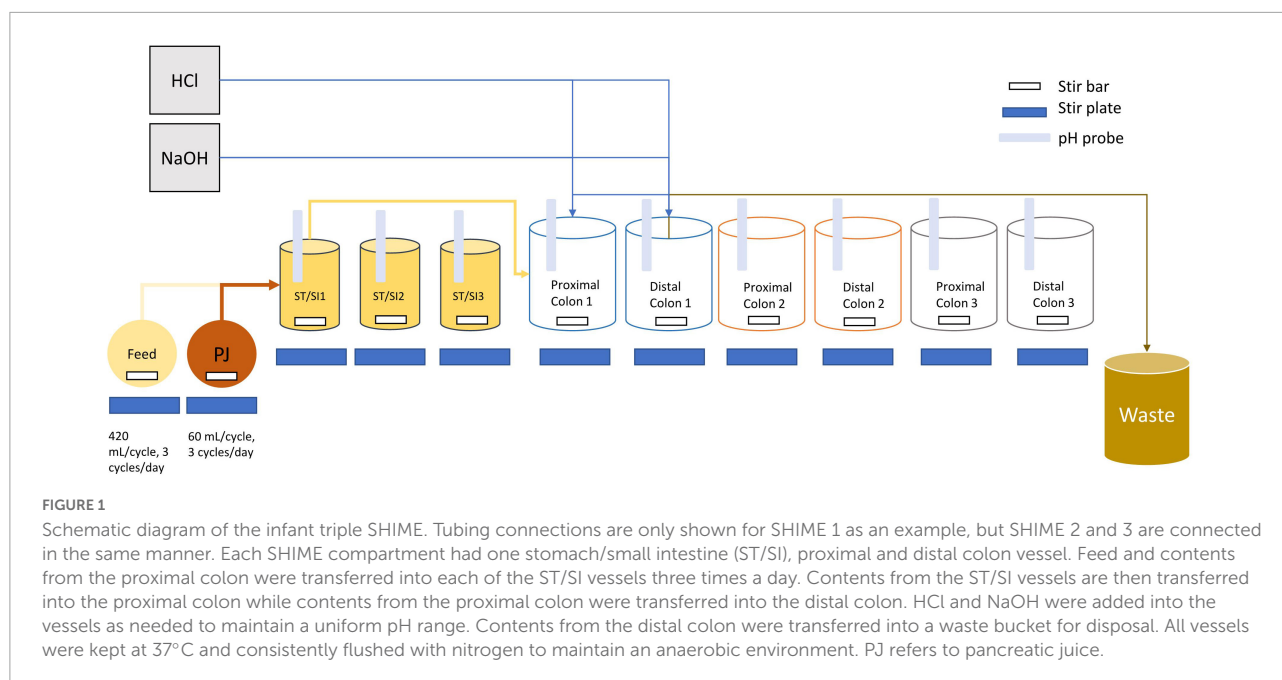 HCl
NaOH
Stir bar
Stir plate
pH probe
ST/SI1
ST/SI2
ST/SI3
Proximal
Colon 1
Distal
Colon 1
Proximal
Colon 2
Distal
Colon 2
Proximal
Colon 3
Distal
Colon 3
Feed
PJ
Waste
420
mL/cycle, 3
cycles/day
60 mL/cycle,
3 cycles/day
FIGURE 1
Schematic diagram of the infant triple SHIME. Tubing connections are only shown for SHIME 1 as an example, but SHIME 2 and 3 are connected
in the same manner. Each SHIME compartment had one stomach/small intestine (ST/SI), proximal and distal colon vessel. Feed and contents
from the proximal colon were transferred into each of the ST/SI vessels three times a day. Contents from the ST/SI vessels are then transferred
into the proximal colon while contents from the proximal colon were transferred into the distal colon. HCl and NaOH were added into the
vessels as needed to maintain a uniform pH range. Contents from the distal colon were transferred into a waste bucket for disposal. All vessels
were kept at 37°C and consistently flushed with nitrogen to maintain an anaerobic environment. PJ refers to pancreatic juice.